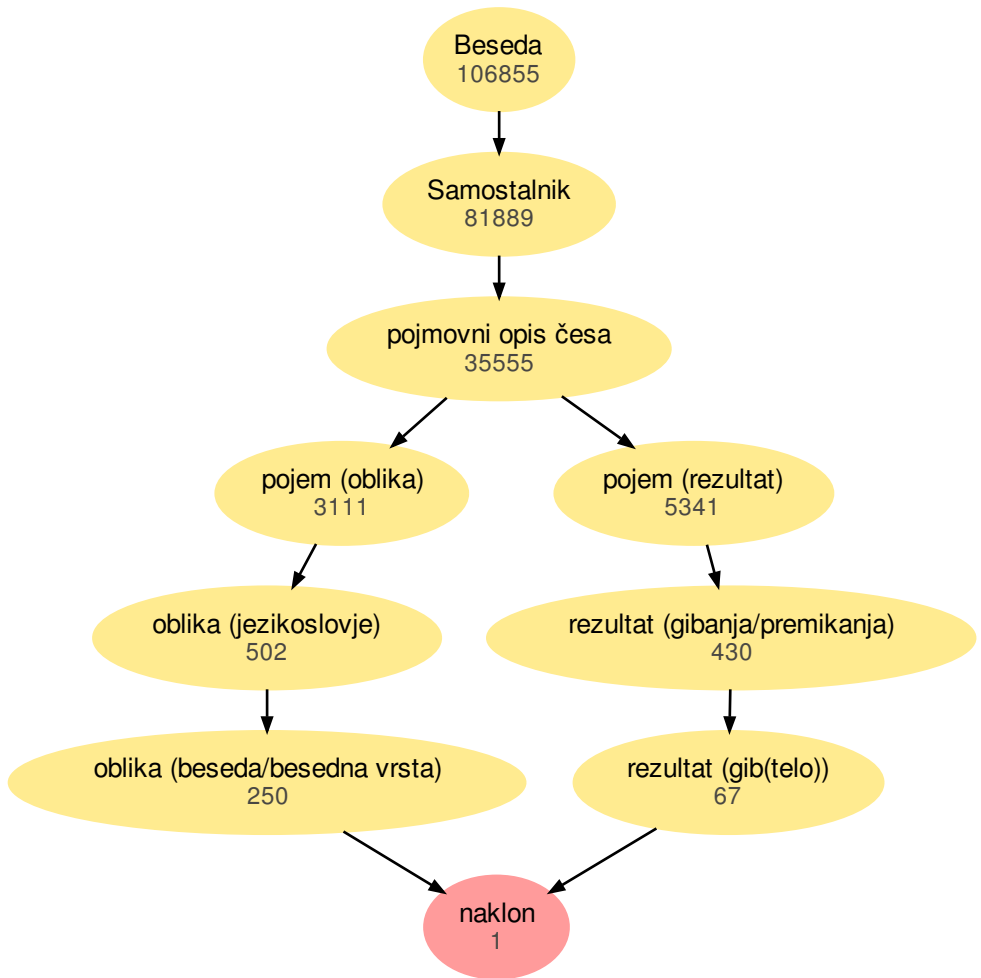 Beseda
106855
Samostalnik
81889
pojmovni opis česa
35555
pojem (oblika)
3111
pojem (rezultat)
5341
oblika (jezikoslovje)
502
rezultat (gibanja/premikanja)
430
oblika (beseda/besedna vrsta)
250
rezultat (gib(telo))
67
naklon
1